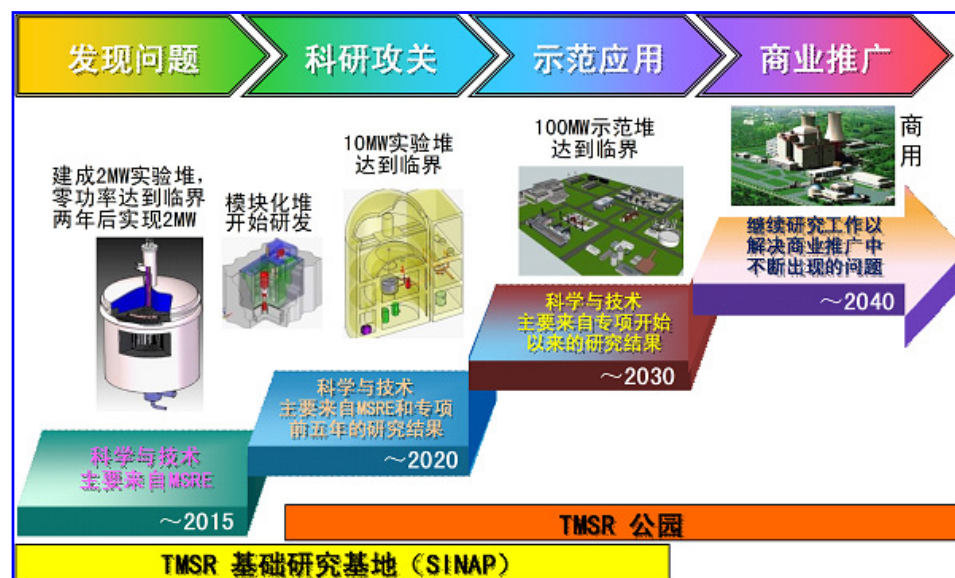 发现问题
科研攻关
示范应用
商业推广
建成2MW实验堆,
零功率达到临界
两年后实现2MW
模块化堆
开始研发
10MW实验堆
达到临界
100MW示范堆
达到临界
商
用
科学与技术
主要来自MSRE
～2015
科学与技术
主要来自MSRE和专项
前五年的研究结果
～2020
科学与技术
主要来自专项开始
以来的研究结果
～2030
继续研究工作以
解决商业推广中
不断出现的问题
～2040
TMSR 公园
TMSR 基础研究基地（SINAP）